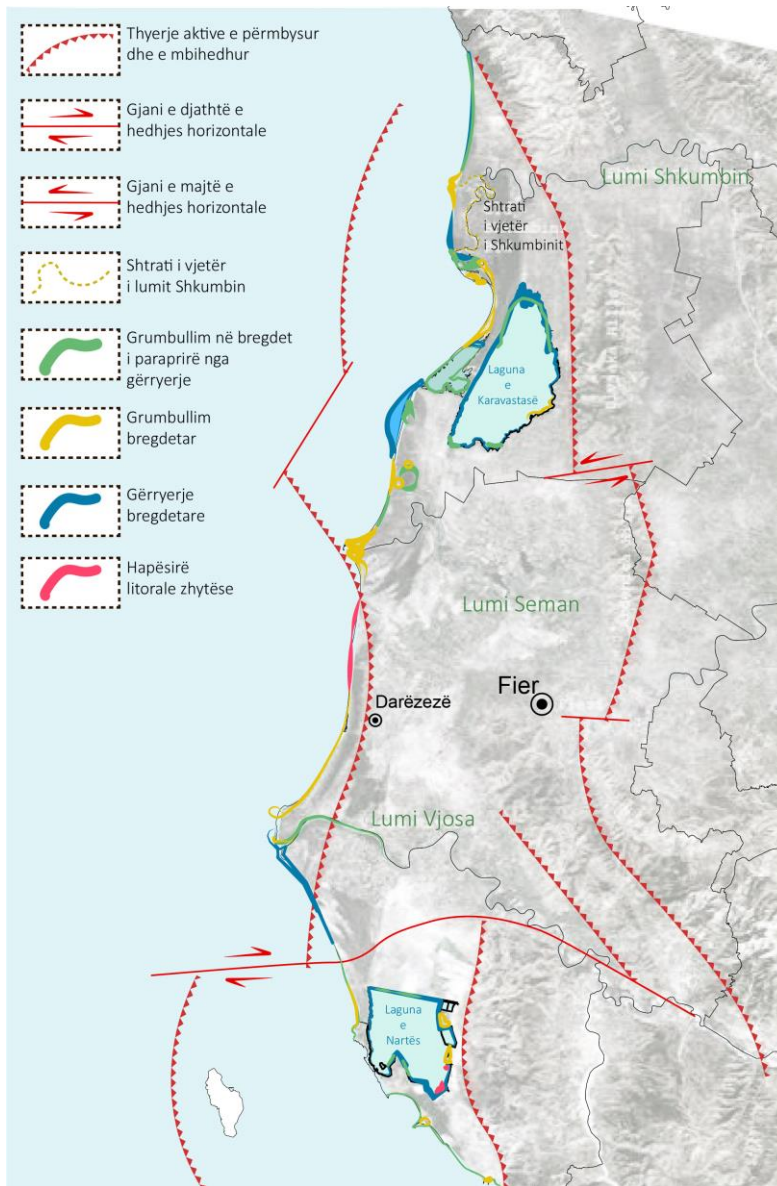 Thyerje aktive e përmbysur
dhe e mbihedhur
Gjani e djathtë e
hedhjes horizontale
Gjani e majtë e
hedhjes horizontale
Shtrati i vjetër
i lumit Shkumbin
Grumbullim në bregdet
i paraprirë nga
gërryerje
Grumbullim
bregdetar
Gërryerje
bregdetare
Hapësirë
litorale zhytëse
Lumi Shkumbin
Shtrati
i vjetër
i Shkumbinit
Laguna
e
Karavastasë
Lumi Seman
Fier
Darëzezë
Lumi Vjosa
Laguna
e
Nartës